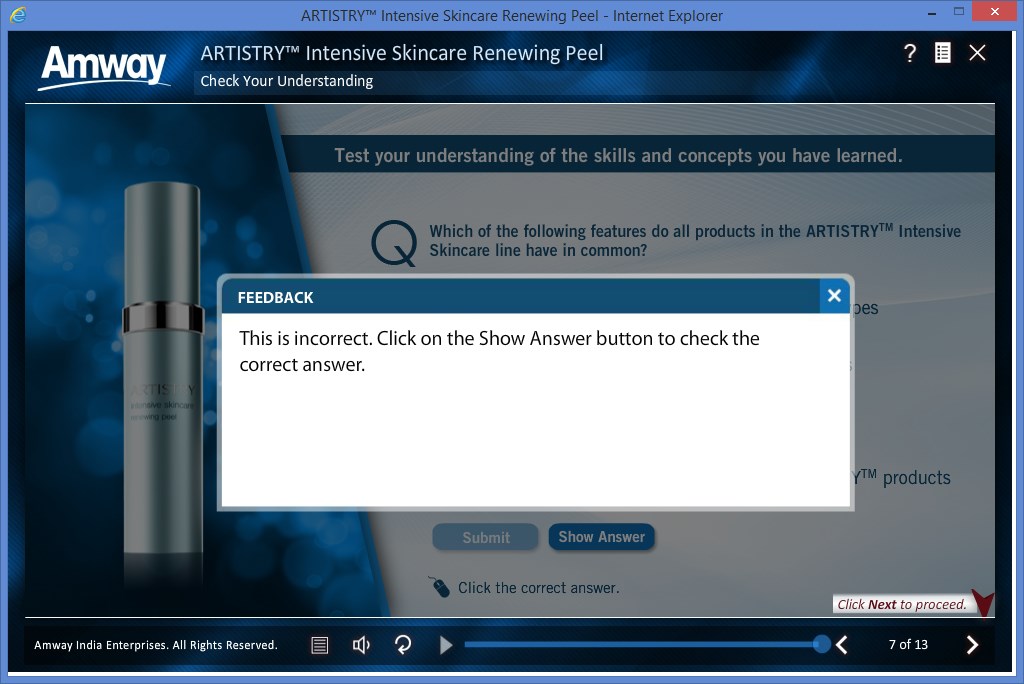 ARTISTRY™ Intensive Skincare Renewing Peel - Internet Explorer
Amway
ARTISTRY™ Intensive Skincare Renewing Peel
?
Check Your Understanding
Test your understanding of the skills and concepts you have learned.
Q
Which of the following features do all products in the ARTISTRY™ Intensive
Skincare line have in common?
FEEDBACK
This is incorrect. Click on the Show Answer button to check the
correct answer.
ARTISTRY
intensive skincare
renewing peel
products
Submit
Show Answer
Click the correct answer.
Click Next to proceed.
Amway India Enterprises. All Rights Reserved.
7 of 13